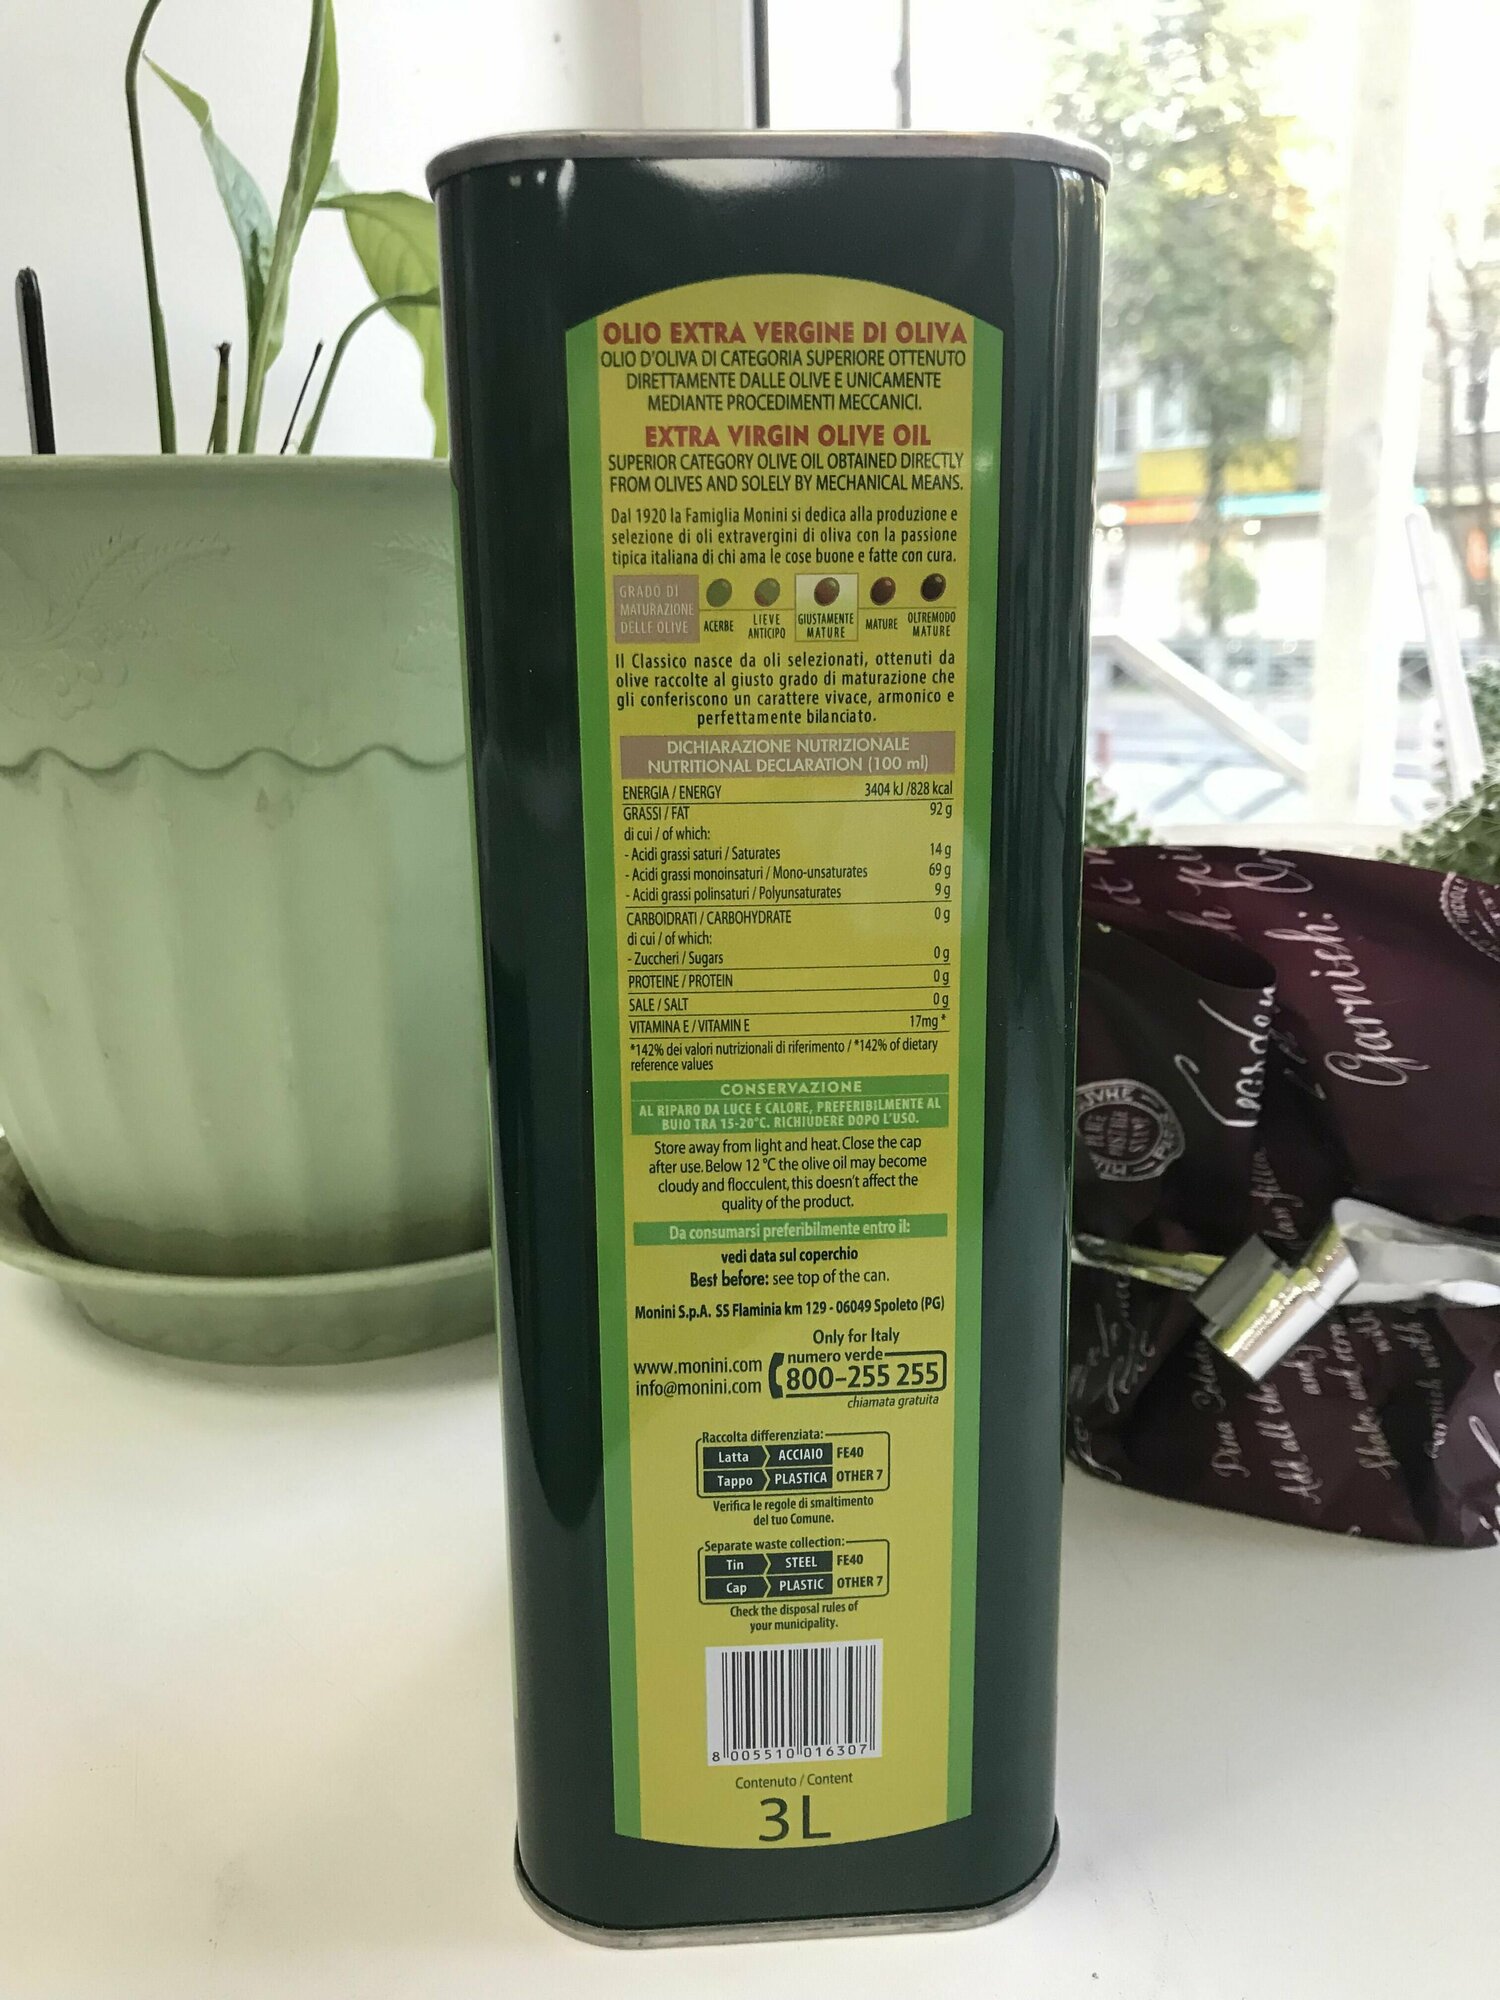 OLIO EXTRA VERGINE DI OLIVA
OLIO D'OLIVA DI CATEGORIA SUPERIORE OTTENUTO
DIRETTAMENTE DALLE OLIVE E UNICAMENTE
MEDIANTE PROCEDIMENTI MECCANICI.
EXTRA VIRGIN OLIVE OIL
SUPERIOR CATEGORY OLIVE OIL OBTAINED DIRECTLY
FROM OLIVES AND SOLELY BY MECHANICAL MEANS.
Dal 1920 la Famiglia Monini si dedica alla produzione e
selezione di oli extravergini di oliva con la passione
tipica italiana di chi ama le cose buone e fatte con cura.
GRADO DI
MATURAZIONE
DELLE OLIVE
ACERBE
LIEVE
ANTICIPO
GIUSTAMENTE
MATURE
MATURE
OLTREMODO
MATURE
Il Classico nasce da oli selezionati, ottenuti da
olive raccolte al giusto grado di maturazione che
gli conferiscono un carattere vivace, armonico e
perfettamente bilanciato.
DICHIARAZIONE NUTRIZIONALE
NUTRITIONAL DECLARATION (100 ml)
ENERGIA / ENERGY 3404 kJ /828 kcal
GRASSI / FAT 92 g
di cui / of which:
- Acidi grassi saturi / Saturates 14 g
- Acidi grassi monoinsaturi / Mono-unsaturates 69 g
- Acidi grassi polinsaturi / Polyunsaturates 9 g
CARBOIDRATI / CARBOHYDRATE 0 g
di cui / of which:
- Zuccheri / Sugars 0 g
PROTEINE / PROTEIN 0 g
SALE / SALT 0 g
VITAMINA E / VITAMIN E 17mg*
*142% dei valori nutrizionali di riferimento / *142% of dietary
reference values
CONSERVAZIONE
AL RIPARO DA LUCE E CALORE, PREFERIBILMENTE AL
BUIO TRA 15-20°C. RICHIUDERE DOPO L'USO.
Store away from light and heat. Close the cap
after use. Below 12 °C the olive oil may become
cloudy and flocculent, this doesn't affect the
quality of the product.
Da consumarsi preferibilmente entro il:
vedi data sul coperchio
Best before: see top of the can.
Monini S.p.A. SS Flaminia km 129 - 06049 Spoleto (PG)
Only for Italy
www.monini.com
info@monini.com
numero verde
800-255 255
chiamata gratuita
Raccolta differenziata:
Latta ACCIAIO FE40
Tappo PLASTICA OTHER 7
Verifica le regole di smaltimento
del tuo Comune.
Separate waste collection:
Tin STEEL FE40
Cap PLASTIC OTHER 7
Check the disposal rules of
your municipality.
8 005510 016307
Contenuto / Content
3 L
Garnish:
Add all the